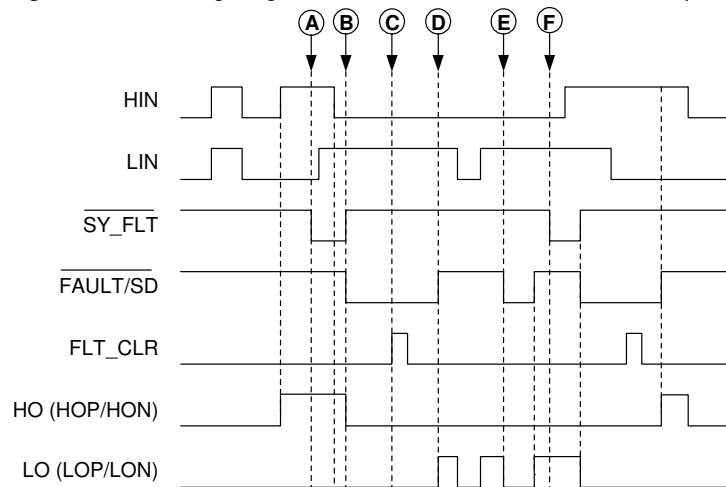 A B C D E F
HIN
LIN
SY_FLT
FAULT/SD
FLT_CLR
HO (HOP/HON)
LO (LOP/LON)